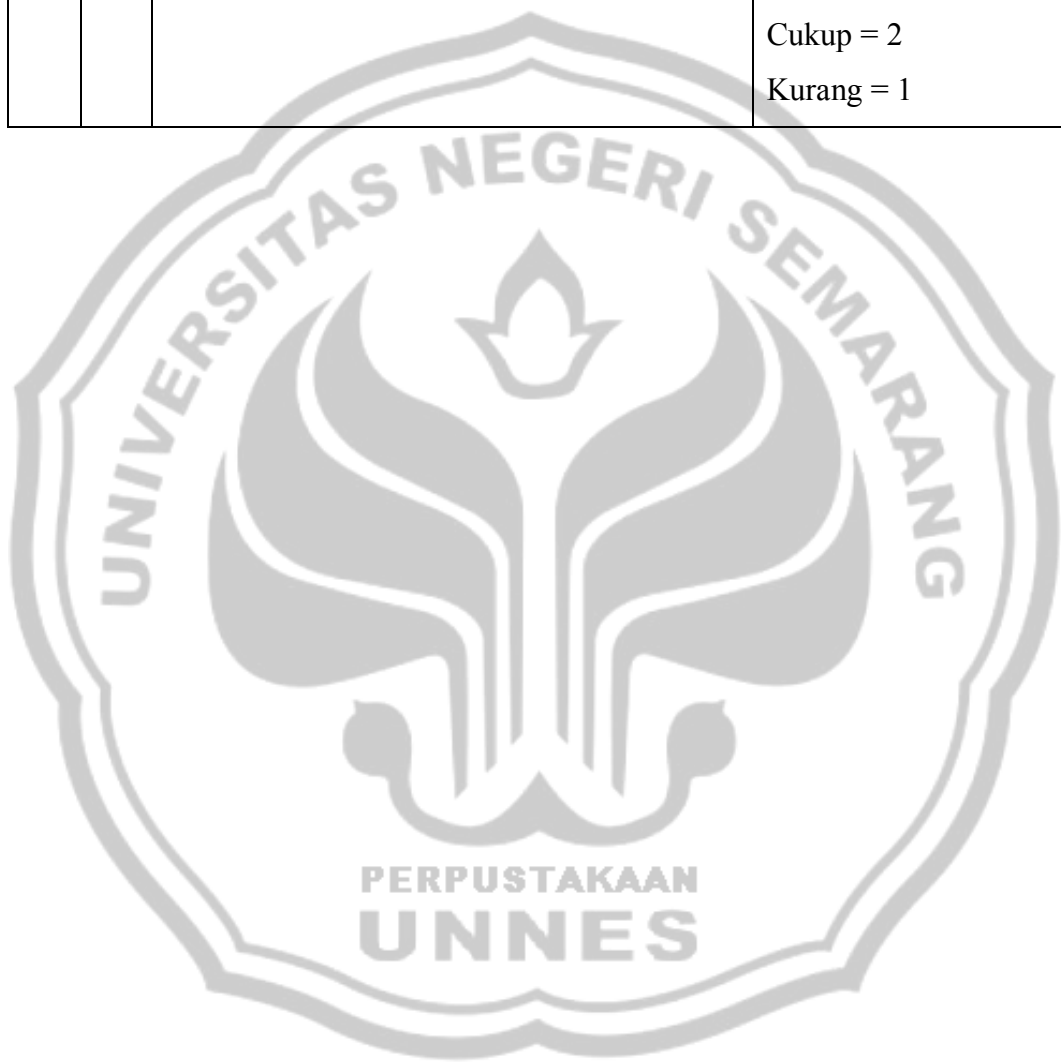 Cukup = 2
Kurang = 1
UNIVERSITAS NEGERI SEMARANG
PERPUSTAKAAN
UNNES